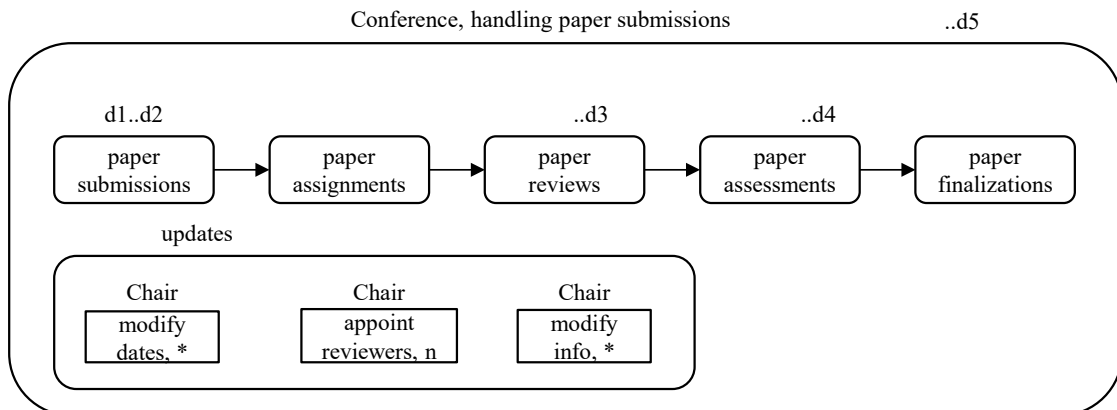 Conference, handling paper submissions ..d5
d1..d2 ..d3 ..d4
paper submissions
paper assignments
paper reviews
paper assessments
paper finalizations
updates
Chair
modify
dates, *
Chair
appoint
reviewers, n
Chair
modify
info, *